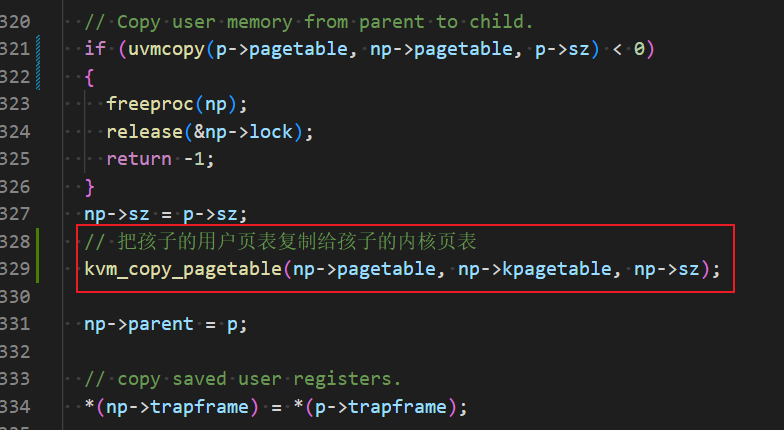 320 // Copy user memory from parent to child.
321 if (uvmcopy(p->pagetable, np->pagetable, p->sz) < 0)
322 {
323 freeproc(np);
324 release(&np->lock);
325 return -1;
326 }
327 np->sz = p->sz;
328 // 把孩子的用户页表复制给孩子的内核页表
329 kvm_copy_pagetable(np->pagetable, np->kpagetable, np->sz);
330
331 np->parent = p;
332
333 // copy saved user registers.
334 *(np->trapframe) = *(p->trapframe);